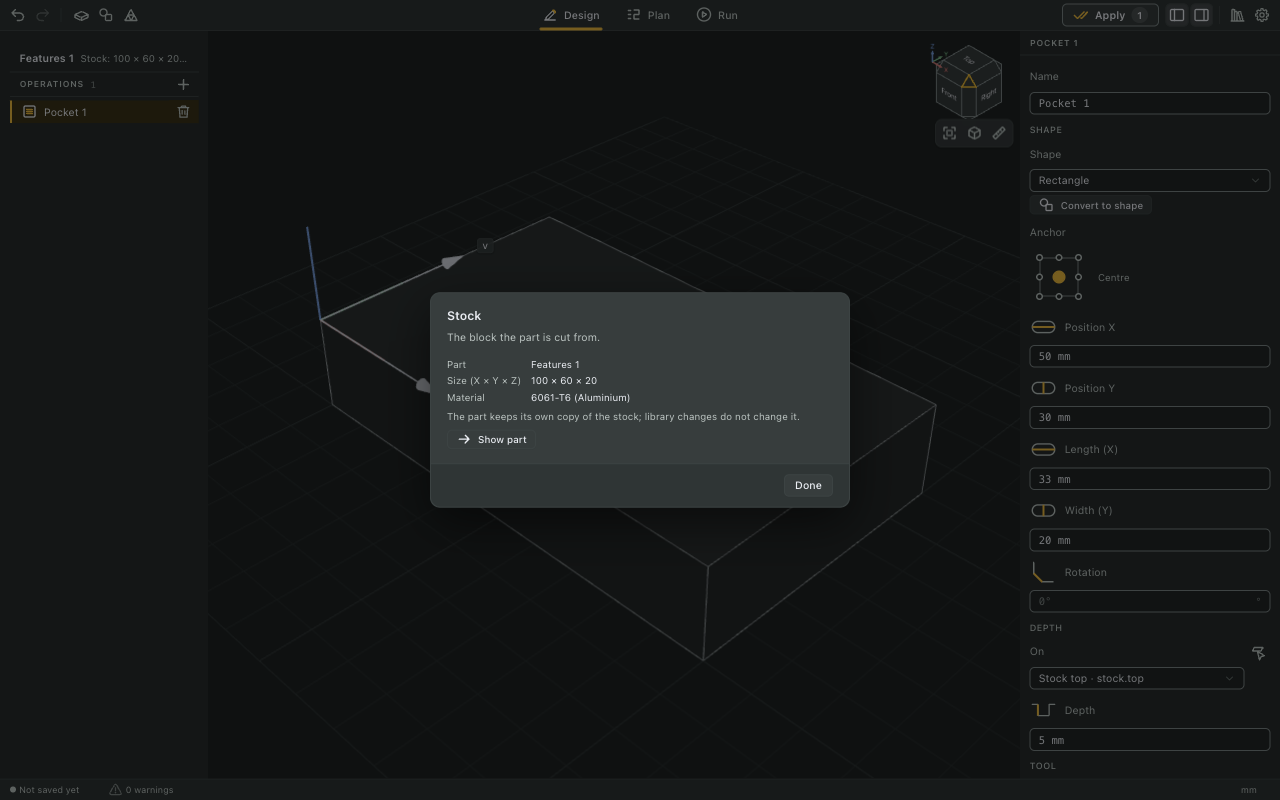 Design
Plan
Run
Apply 1
Features 1 Stock: 100 × 60 × 20...
OPERATIONS 1
Pocket 1
Z
Y
X
Top
Front
Right
V
Stock
The block the part is cut from.
Part Features 1
Size (X × Y × Z) 100 × 60 × 20
Material 6061-T6 (Aluminium)
The part keeps its own copy of the stock; library changes do not change it.
Show part
Done
POCKET 1
Name
Pocket 1
SHAPE
Shape
Rectangle
Convert to shape
Anchor
Centre
Position X
50 mm
Position Y
30 mm
Length (X)
33 mm
Width (Y)
20 mm
Rotation
0° °
DEPTH
On
Stock top · stock.top
Depth
5 mm
TOOL
Not saved yet
0 warnings
mm